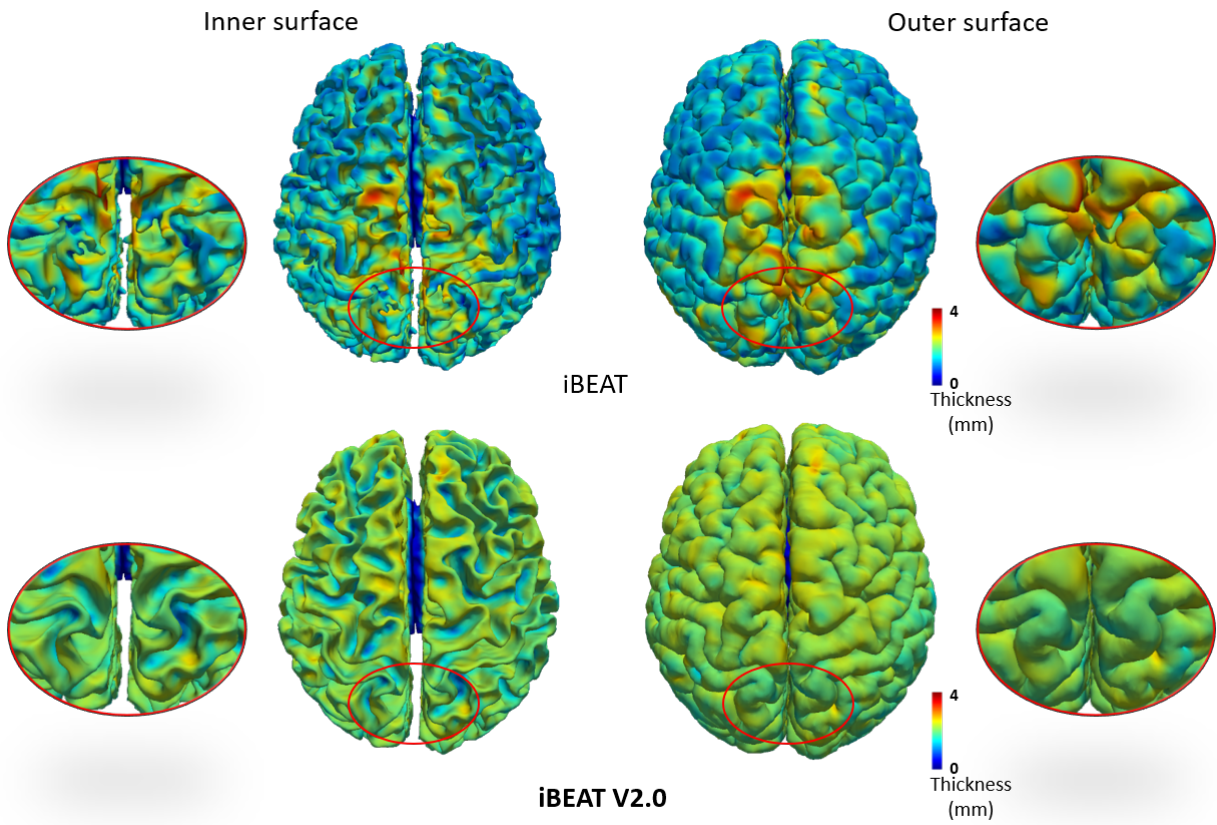 Inner surface
Outer surface
4
0
Thickness
(mm)
iBEAT
4
0
Thickness
(mm)
iBEAT V2.0